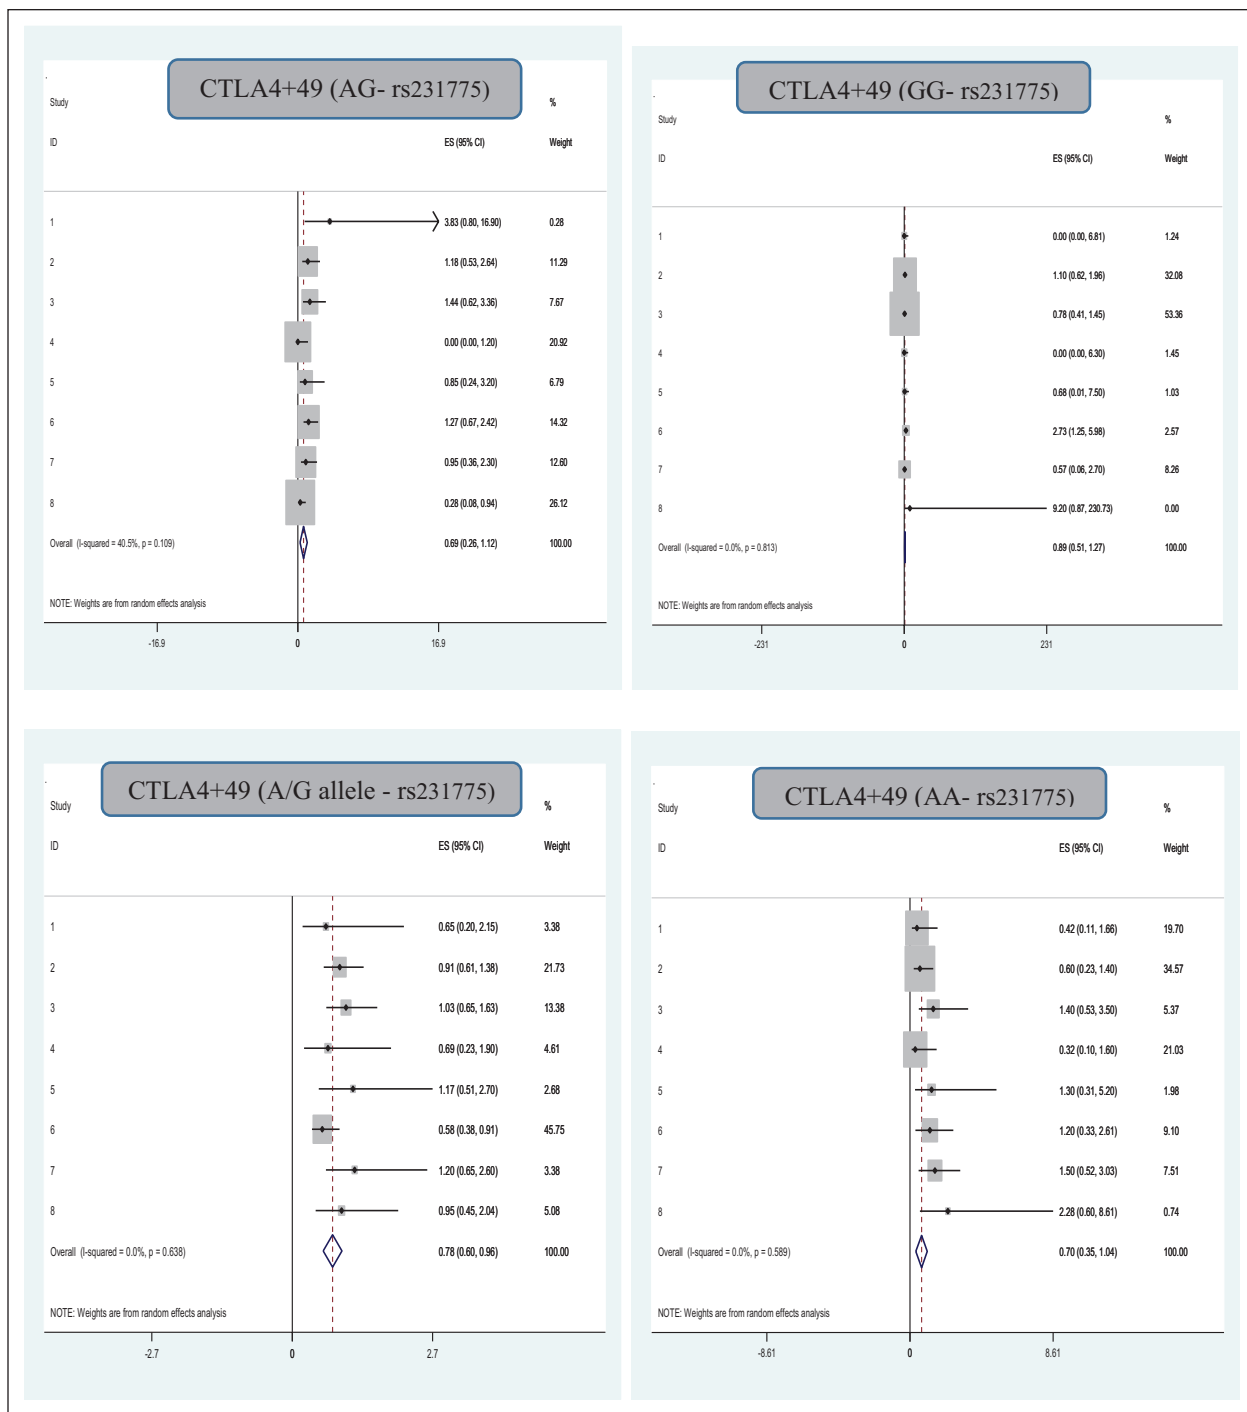 CTLA4+49 (AG- rs231775)
Study %
ID ES (95% CI) Weight
1 3.83 (0.80, 16.90) 0.28
2 1.18 (0.53, 2.64) 11.29
3 1.44 (0.62, 3.36) 7.67
4 0.00 (0.00, 1.20) 20.92
5 0.85 (0.24, 3.20) 6.79
6 1.27 (0.67, 2.42) 14.32
7 0.95 (0.36, 2.30) 12.60
8 0.28 (0.08, 0.94) 26.12
Overall (I-squared = 40.5%, p = 0.109) 0.69 (0.26, 1.12) 100.00
NOTE: Weights are from random effects analysis
-16.9 0 16.9
CTLA4+49 (GG- rs231775)
Study %
ID ES (95% CI) Weight
1 0.00 (0.00, 6.81) 1.24
2 1.10 (0.62, 1.96) 32.08
3 0.78 (0.41, 1.45) 53.36
4 0.00 (0.00, 6.30) 1.45
5 0.68 (0.01, 7.50) 1.03
6 2.73 (1.25, 5.98) 2.57
7 0.57 (0.06, 2.70) 8.26
8 9.20 (0.87, 230.73) 0.00
Overall (I-squared = 0.0%, p = 0.813) 0.89 (0.51, 1.27) 100.00
NOTE: Weights are from random effects analysis
-231 0 231
CTLA4+49 (A/G allele - rs231775)
Study %
ID ES (95% CI) Weight
1 0.65 (0.20, 2.15) 3.38
2 0.91 (0.61, 1.38) 21.73
3 1.03 (0.65, 1.63) 13.38
4 0.69 (0.23, 1.90) 4.61
5 1.17 (0.51, 2.70) 2.68
6 0.58 (0.38, 0.91) 45.75
7 1.20 (0.65, 2.60) 3.38
8 0.95 (0.45, 2.04) 5.08
Overall (I-squared = 0.0%, p = 0.638) 0.78 (0.60, 0.96) 100.00
NOTE: Weights are from random effects analysis
-2.7 0 2.7
CTLA4+49 (AA- rs231775)
Study %
ID ES (95% CI) Weight
1 0.42 (0.11, 1.66) 19.70
2 0.60 (0.23, 1.40) 34.57
3 1.40 (0.53, 3.50) 5.37
4 0.32 (0.10, 1.60) 21.03
5 1.30 (0.31, 5.20) 1.98
6 1.20 (0.33, 2.61) 9.10
7 1.50 (0.52, 3.03) 7.51
8 2.28 (0.60, 8.61) 0.74
Overall (I-squared = 0.0%, p = 0.589) 0.70 (0.35, 1.04) 100.00
NOTE: Weights are from random effects analysis
-8.61 0 8.61